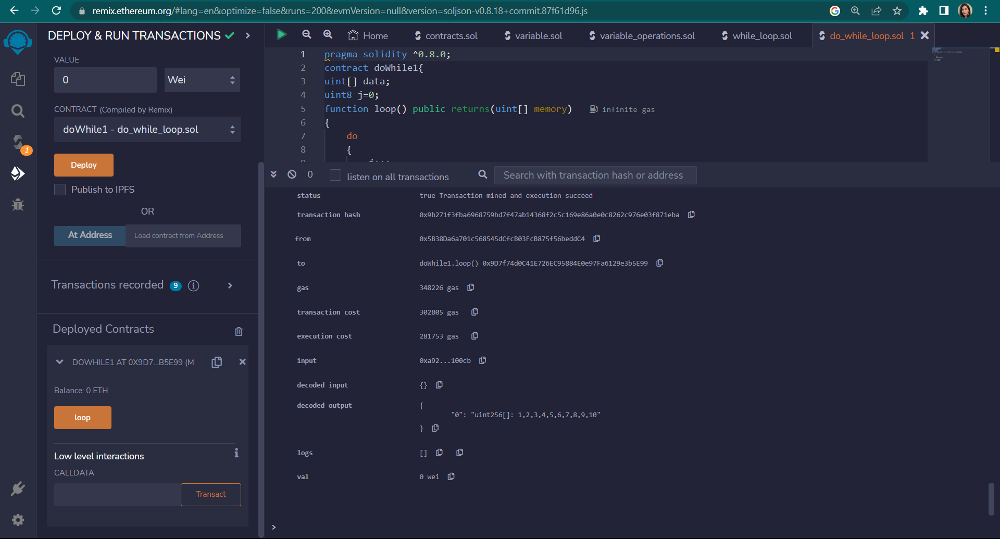 remix.ethereum.org/#lang=en&optimize=false&runs=200&evmVersion=null&version=soljson-v0.8.18+commit.87f61d96.js
DEPLOY & RUN TRANSACTIONS
VALUE
0
Wei
CONTRACT (Compiled by Remix)
doWhile1 - do_while_loop.sol
1
Deploy
Publish to IPFS
OR
At Address
Load contract from Address
Transactions recorded 9 i
Deployed Contracts
DOWHILE1 AT 0X9D7...B5E99 (M
Balance: 0 ETH
loop
Low level interactions
i
CALLDATA
Transact
Home
contracts.sol
variable.sol
variable_operations.sol
while_loop.sol
do_while_loop.sol 1
1 pragma solidity ^0.8.0;
2 contract doWhile1{
3 uint[] data;
4 uint8 j=0;
5 function loop() public returns(uint[] memory) infinite gas
6 {
7 do
8 {
0
listen on all transactions
Search with transaction hash or address
status true Transaction mined and execution succeed
transaction hash 0x9b271f3fba6968759bd7f47ab14368f2c5c169e86a0e0c8262c976e03f871eba
from 0x5B38Da6a701c568545dCfcB03FcB875f56beddC4
to doWhile1.loop() 0x9D7f74d0C41E726EC95884E0e97Fa6129e3b5E99
gas 348226 gas
transaction cost 302805 gas
execution cost 281753 gas
input 0xa92...100cb
decoded input {}
decoded output {
"0": "uint256[]: 1,2,3,4,5,6,7,8,9,10"
}
logs []
val 0 wei
>